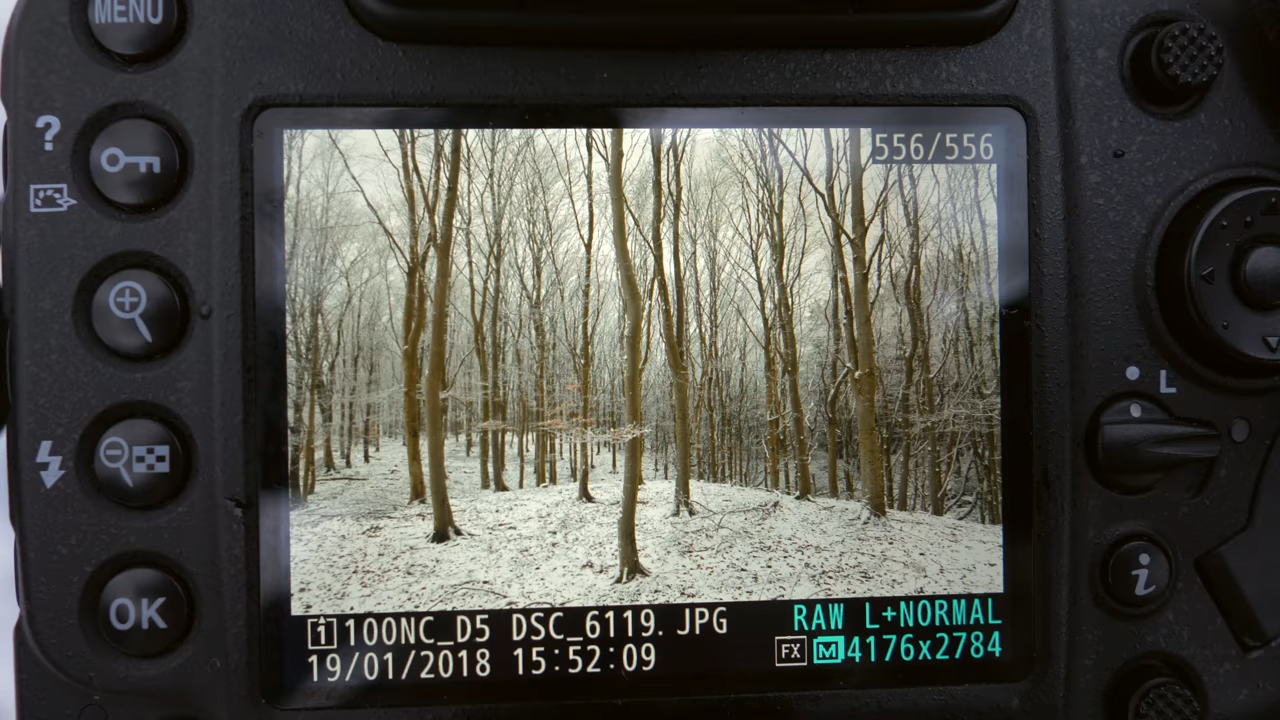 MENU
?
556/556
L
OK
i
1 100NC_D5 DSC_6119.JPG
RAW L+NORMAL
19/01/2018 15:52:09
FX M 4176x2784